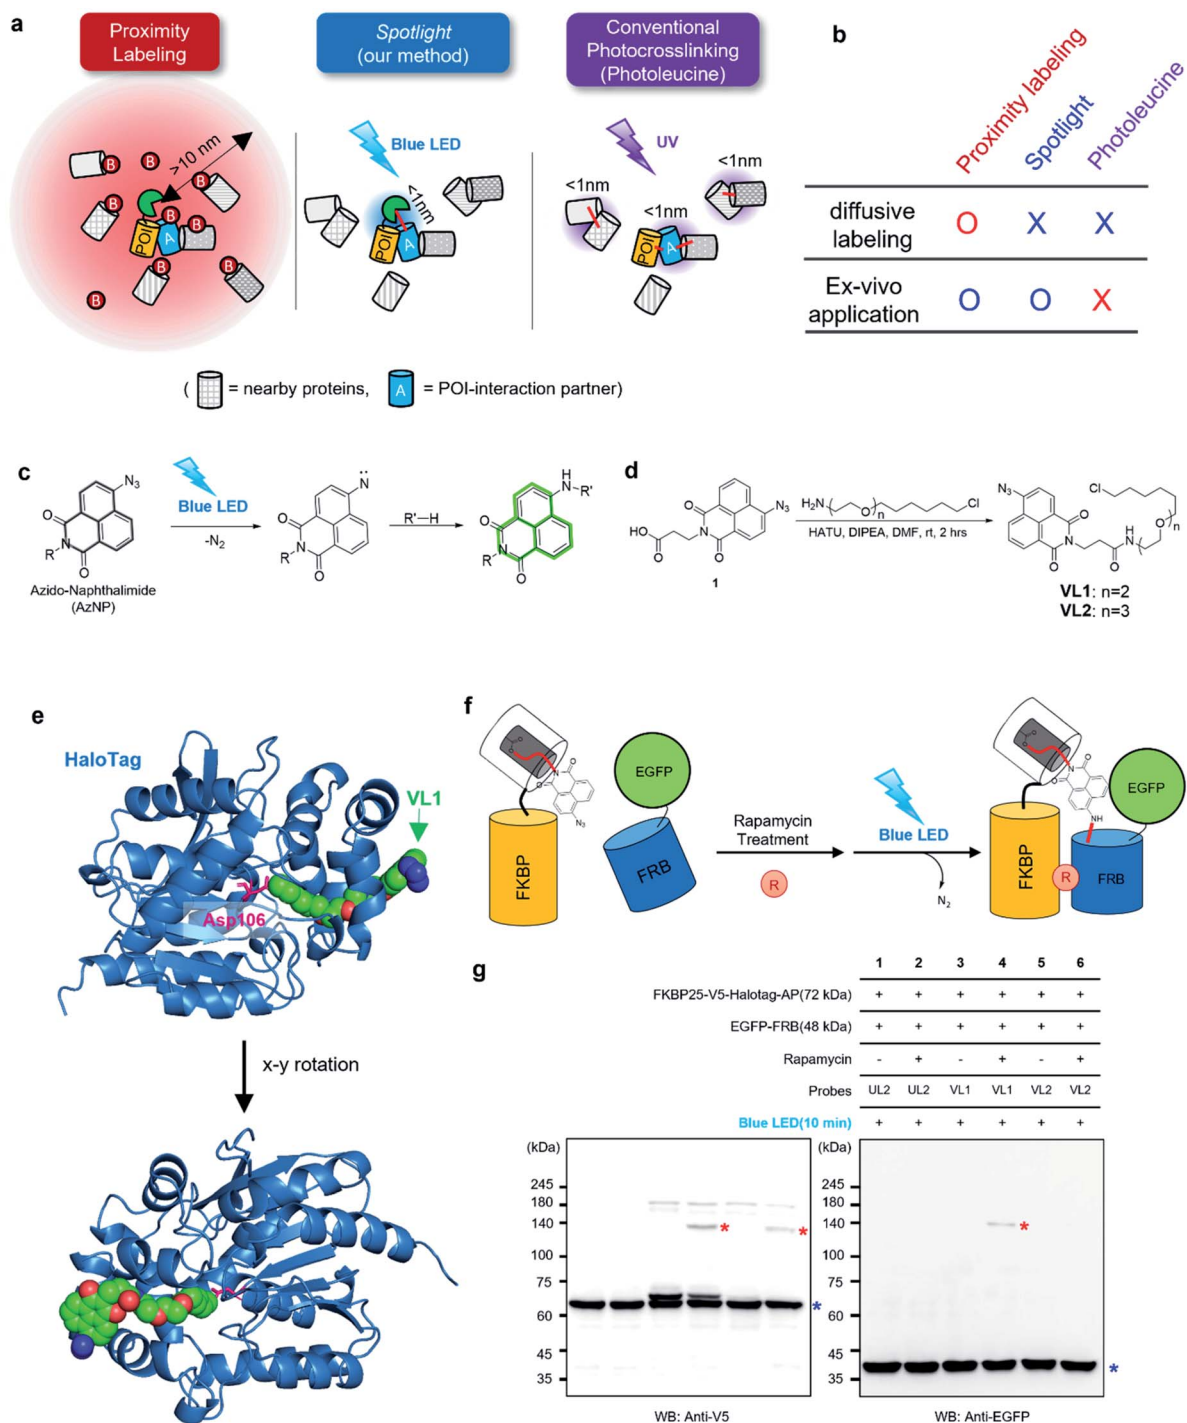 a
Proximity
Labeling
Spotlight
(our method)
Conventional
Photocrosslinking
(Photoleucine)
>10 nm
B
B
B
B
B
B
B
B
POI
A
Blue LED
<1nm
POI
A
UV
<1nm
<1nm
<1nm
POI
A
( = nearby proteins, A = POI-interaction partner)
b
Proximity labeling
Spotlight
Photoleucine
diffusive
labeling
O X X
Ex-vivo
application
O O X
c
N3
O
N
R
O
Azido-Naphthalimide
(AzNP)
Blue LED
-N2
N
O
N
R
O
R'-H
H
N-R'
O
N
R
O
d
O
HO
N
O
O
N3
1
H2N
O
n
Cl
HATU, DIPEA, DMF, rt, 2 hrs
N3
O
N
O
O
N
H
O
n
Cl
VL1: n=2
VL2: n=3
e
HaloTag
VL1
Asp106
x-y rotation
f
O
O
N
O
O
N3
FKBP
EGFP
FRB
Rapamycin
Treatment
R
Blue LED
N2
O
O
N
O
O
NH
FKBP
R
FRB
EGFP
g
1 2 3 4 5 6
FKBP25-V5-Halotag-AP(72 kDa) + + + + + +
EGFP-FRB(48 kDa) + + + + + +
Rapamycin - + - + - +
Probes UL2 UL2 VL1 VL1 VL2 VL2
Blue LED(10 min) + + + + + +
(kDa)
245
180
140
100
75
60
45
35
*
*
*
WB: Anti-V5
(kDa)
245
180
140
100
75
60
45
35
*
*
WB: Anti-EGFP